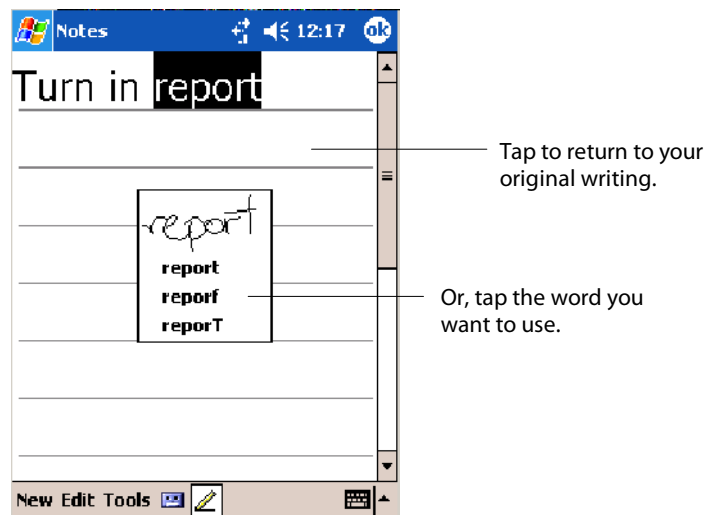 Notes 12:17 ok
Turn in report
Tap to return to your
original writing.
report
report
reporf
reporT
Or, tap the word you
want to use.
New Edit Tools